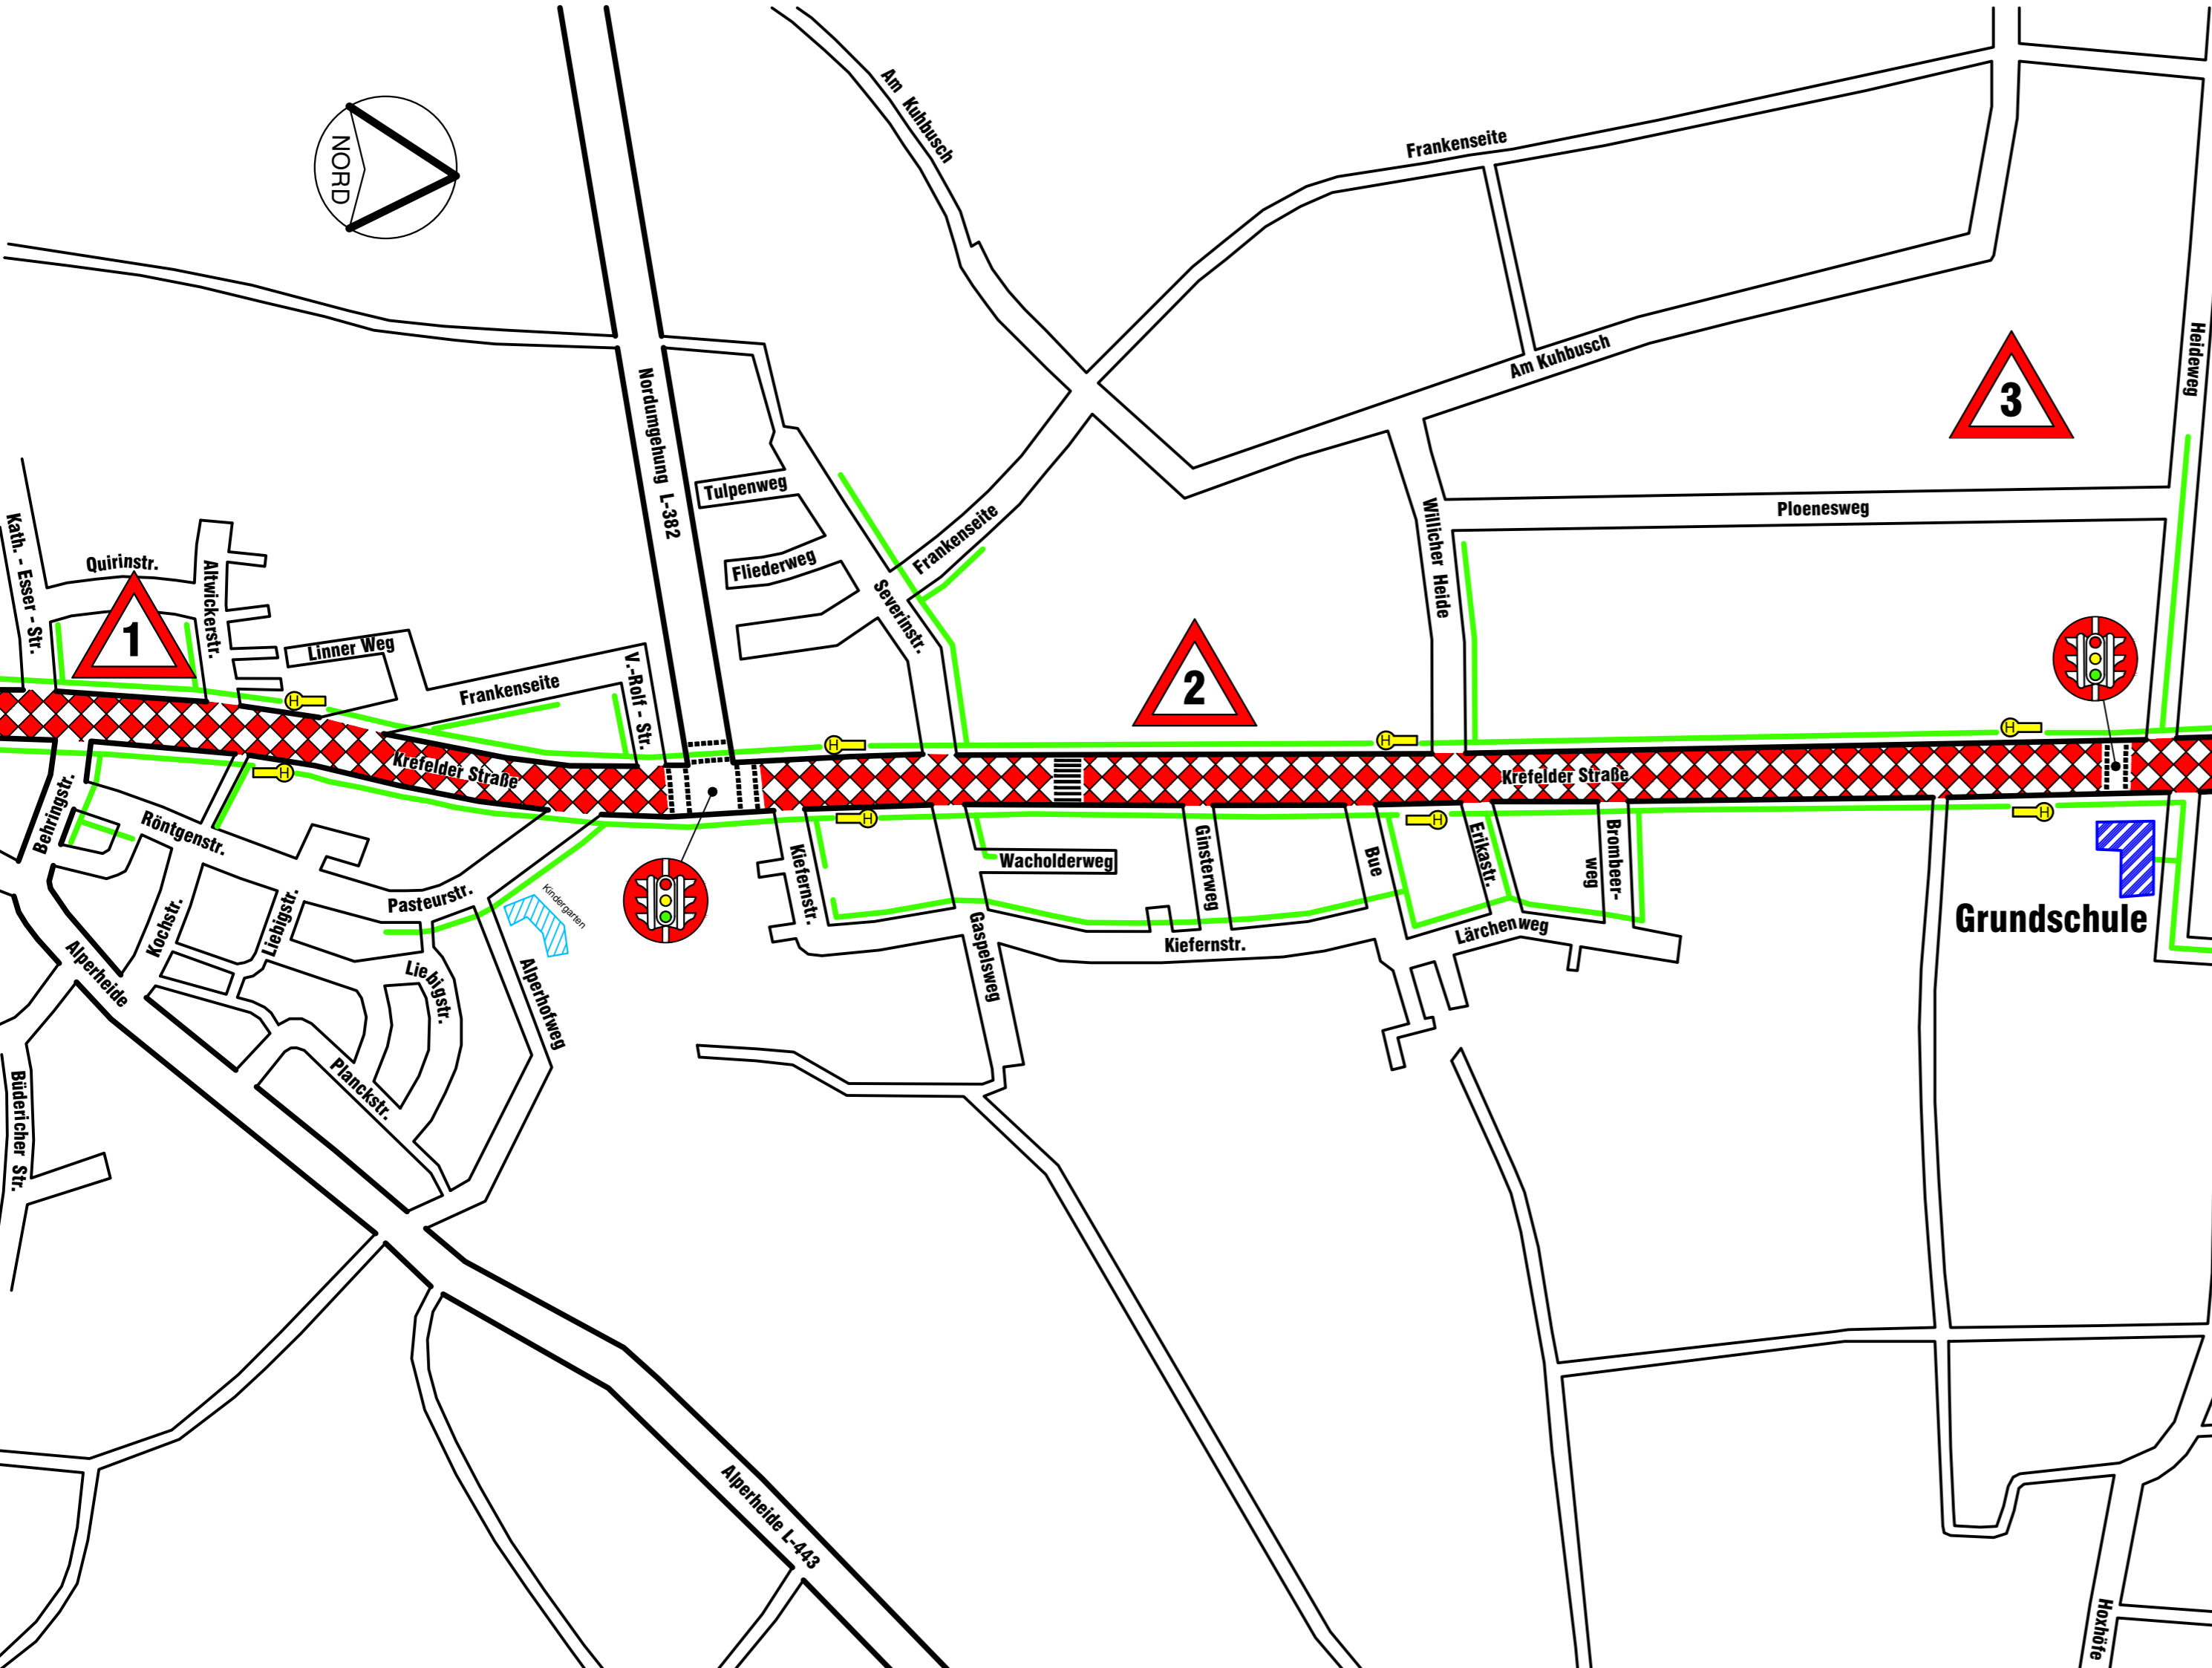 Am Kuhbusch
Frankenseite
NORD
Heideweg
3
Am Kuhbusch
Nordumgehung L-382
Tulpenweg
Ploenesweg
Willicher Heide
Kath. - Esser - Str.
Quirinstr.
Altwickerstr.
Fliederweg
Frankenseite
Severinstr.
1
Linner Weg
Frankenseite
V.-Rolf - Str.
2
H
H
H
H
Krefelder Straße
Krefelder Straße
H
H
H
H
Behringstr.
Röntgenstr.
Kiefernstr.
Wacholderweg
Ginsterweg
Bue
Erikastr.
Brombeer-
weg
Pasteurstr.
Kindergarten
Kochstr.
Liebigstr.
Grundschule
Lärchenweg
Kiefernstr.
Gaspelsweg
Alperheide
Liebigstr.
Alperhofweg
Planckstr.
Büdericher Str.
Alperheide L-443
Hoxhöfe